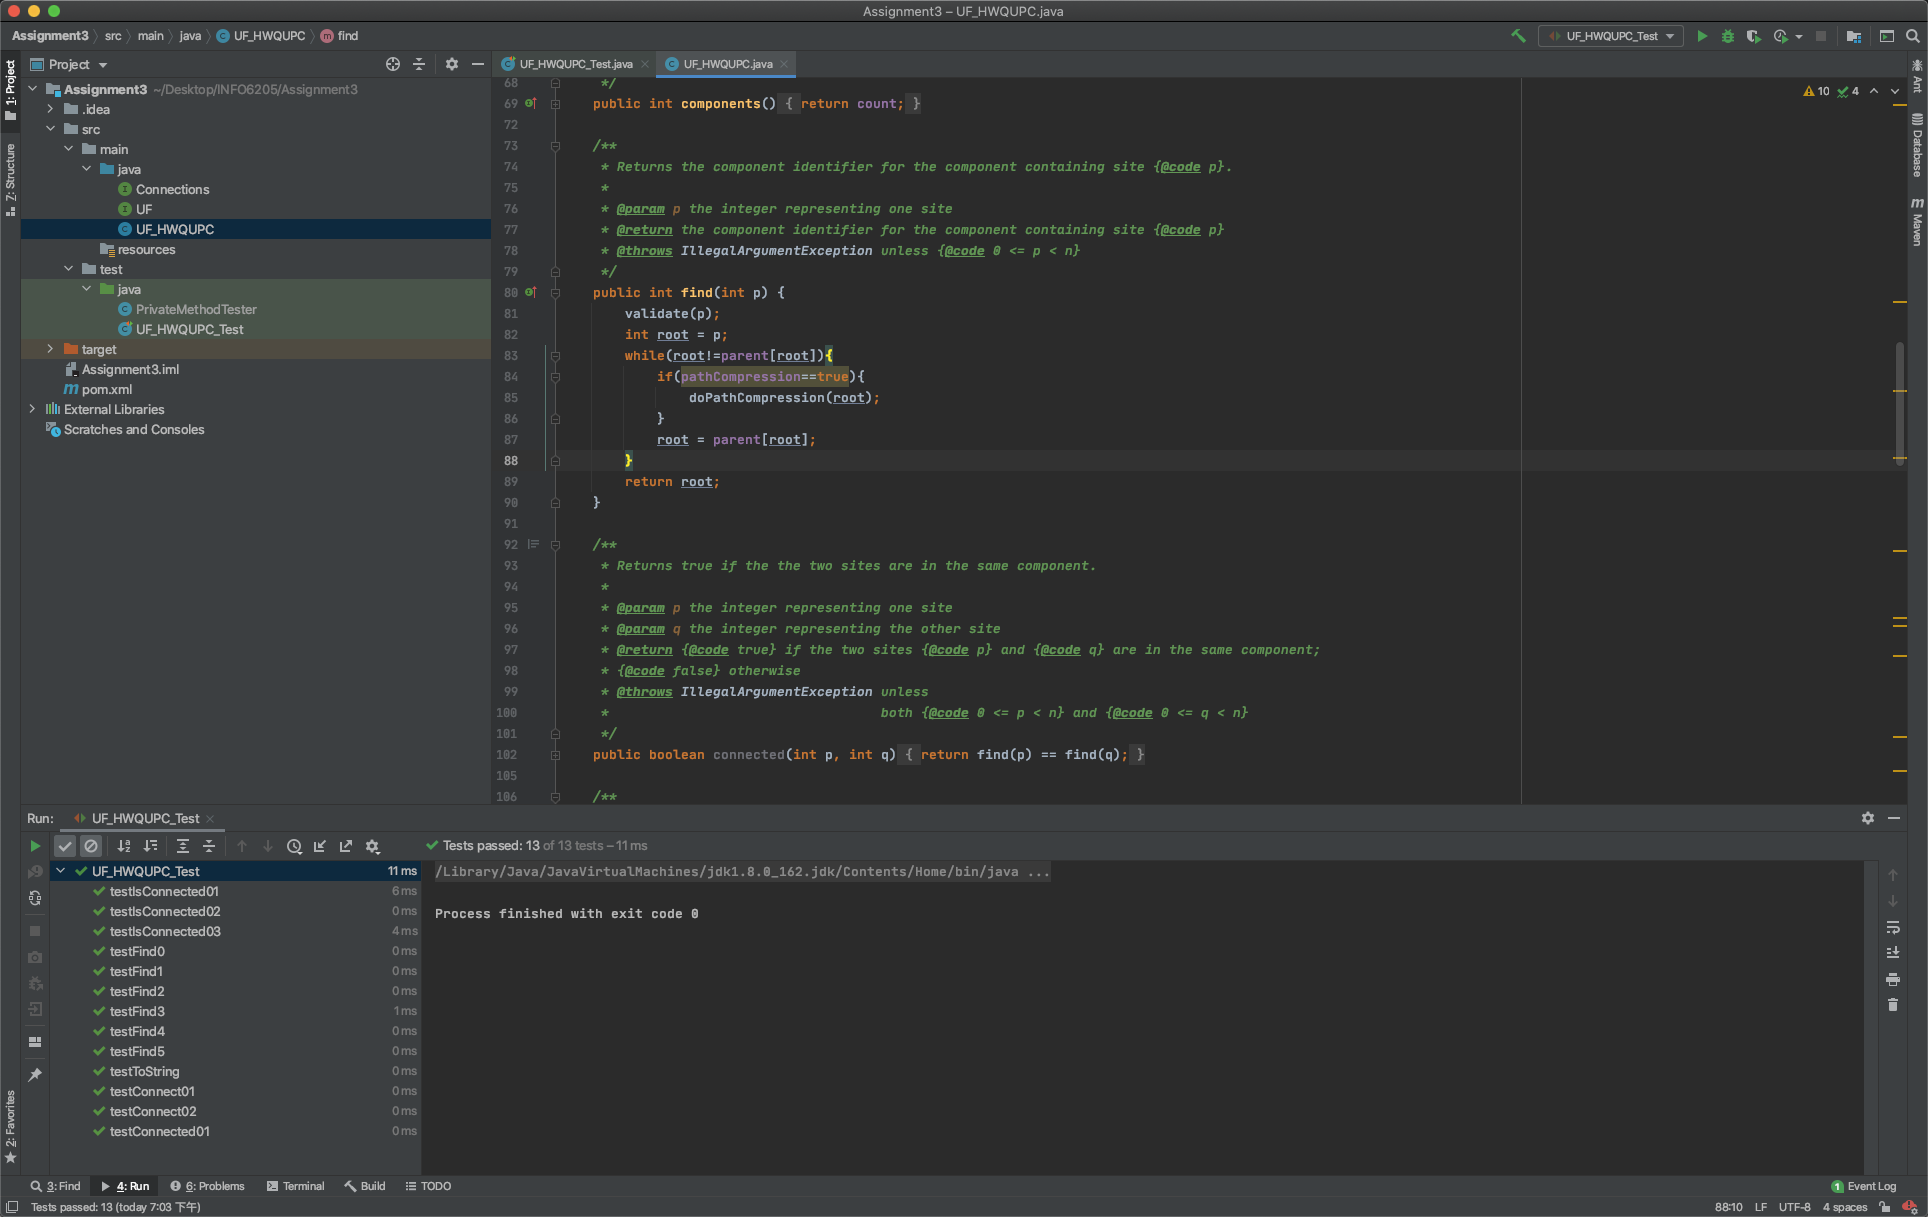 Assignment3 – UF_HWQUPC.java
Assignment3 src main java UF_HWQUPC find
UF_HWQUPC_Test
1: Project
Z: Structure
2: Favorites
Ant
Database
Maven
Project
Assignment3 ~/Desktop/INFO6205/Assignment3
.idea
src
main
java
Connections
UF
UF_HWQUPC
resources
test
java
PrivateMethodTester
UF_HWQUPC_Test
target
Assignment3.iml
pom.xml
External Libraries
Scratches and Consoles
UF_HWQUPC_Test.java UF_HWQUPC.java
10 4
68 */
69 public int components() { return count; }
72
73 /**
74 * Returns the component identifier for the component containing site {@code p}.
75 *
76 * @param p the integer representing one site
77 * @return the component identifier for the component containing site {@code p}
78 * @throws IllegalArgumentException unless {@code 0 <= p < n}
79 */
80 public int find(int p) {
81 validate(p);
82 int root = p;
83 while(root!=parent[root]){
84 if(pathCompression==true){
85 doPathCompression(root);
86 }
87 root = parent[root];
88 }
89 return root;
90 }
91
92 /**
93 * Returns true if the the two sites are in the same component.
94 *
95 * @param p the integer representing one site
96 * @param q the integer representing the other site
97 * @return {@code true} if the two sites {@code p} and {@code q} are in the same component;
98 * {@code false} otherwise
99 * @throws IllegalArgumentException unless
100 * both {@code 0 <= p < n} and {@code 0 <= q < n}
101 */
102 public boolean connected(int p, int q) { return find(p) == find(q); }
105
106 /**
Run: UF_HWQUPC_Test
Tests passed: 13 of 13 tests – 11 ms
UF_HWQUPC_Test 11 ms
testIsConnected01 6 ms
testIsConnected02 0 ms
testIsConnected03 4 ms
testFind0 0 ms
testFind1 0 ms
testFind2 0 ms
testFind3 1 ms
testFind4 0 ms
testFind5 0 ms
testToString 0 ms
testConnect01 0 ms
testConnect02 0 ms
testConnected01 0 ms
/Library/Java/JavaVirtualMachines/jdk1.8.0_162.jdk/Contents/Home/bin/java ...
Process finished with exit code 0
3: Find 4: Run 6: Problems Terminal Build TODO
1 Event Log
Tests passed: 13 (today 7:03 下午)
88:10 LF UTF-8 4 spaces